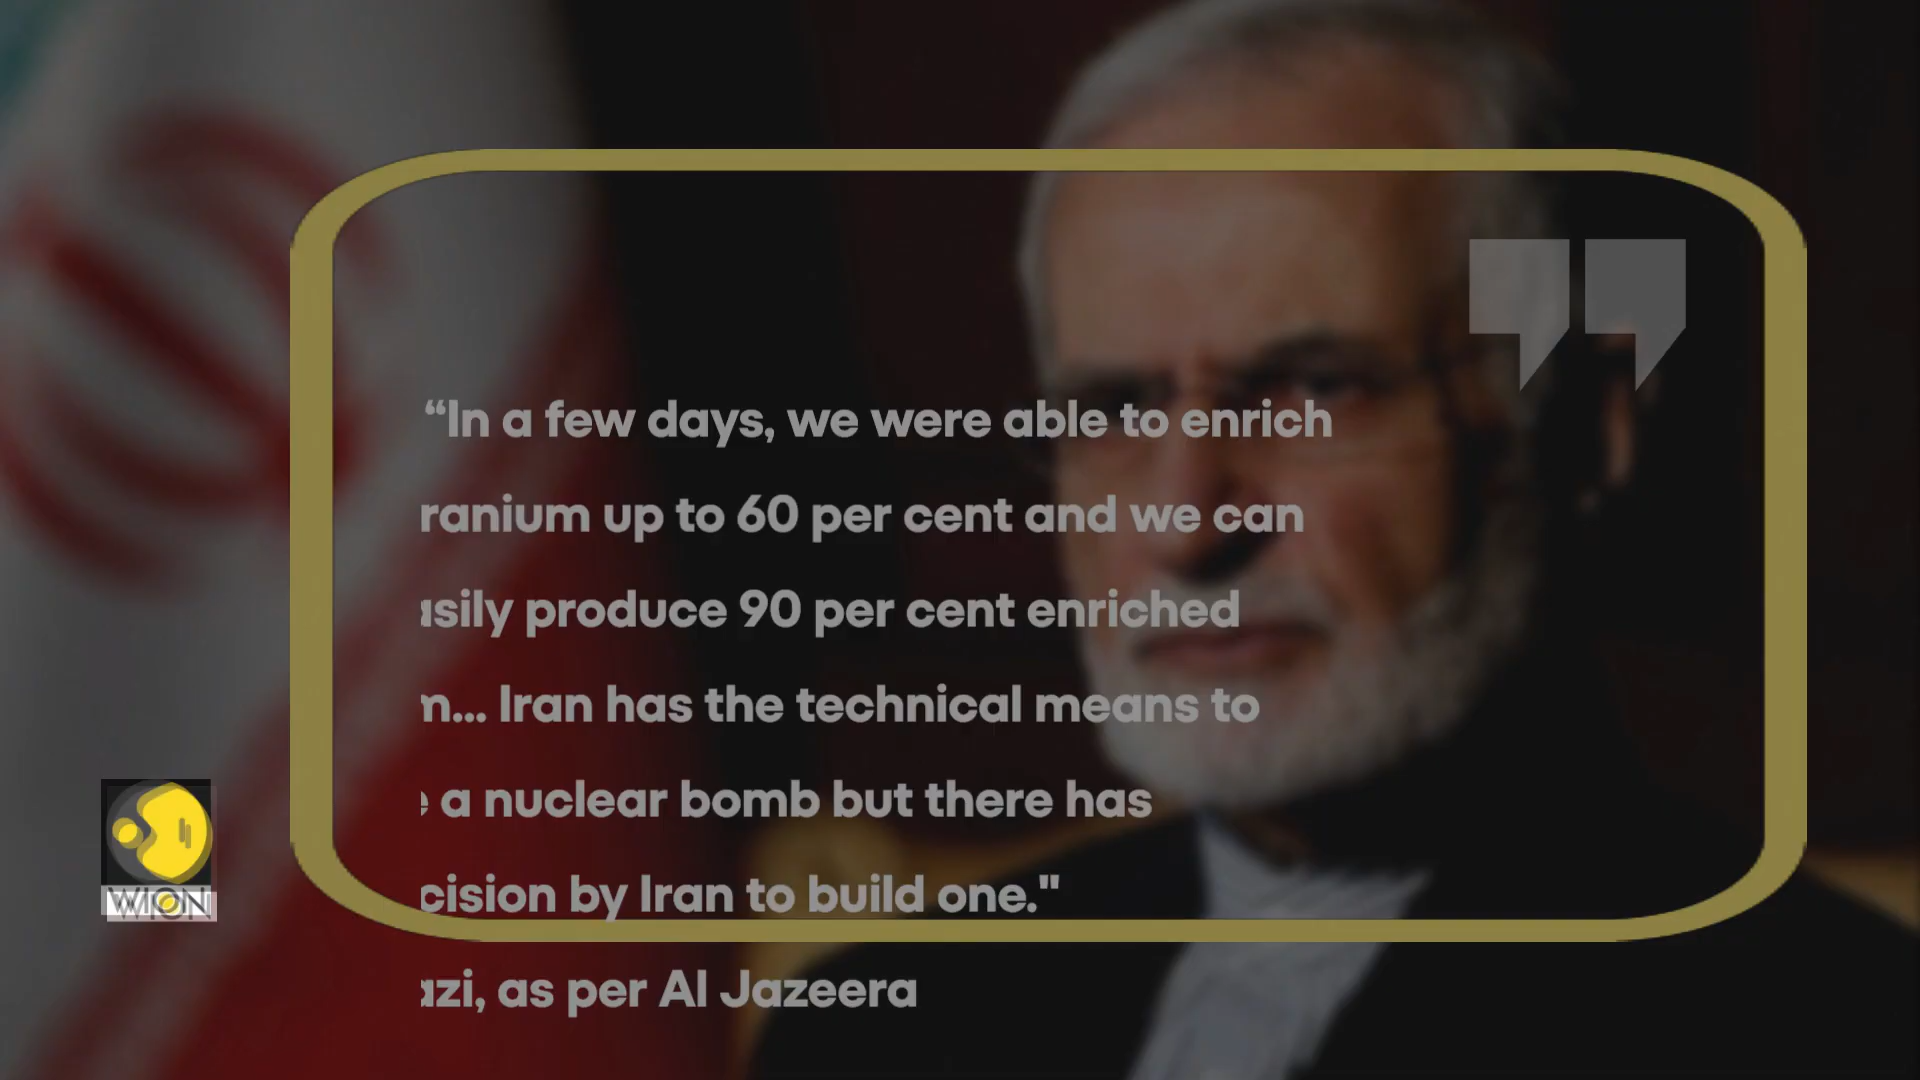 “In a few days, we were able to enrich
ranium up to 60 per cent and we can
asily produce 90 per cent enriched
m... Iran has the technical means to
e a nuclear bomb but there has
cision by Iran to build one."
azi, as per Al Jazeera
WION